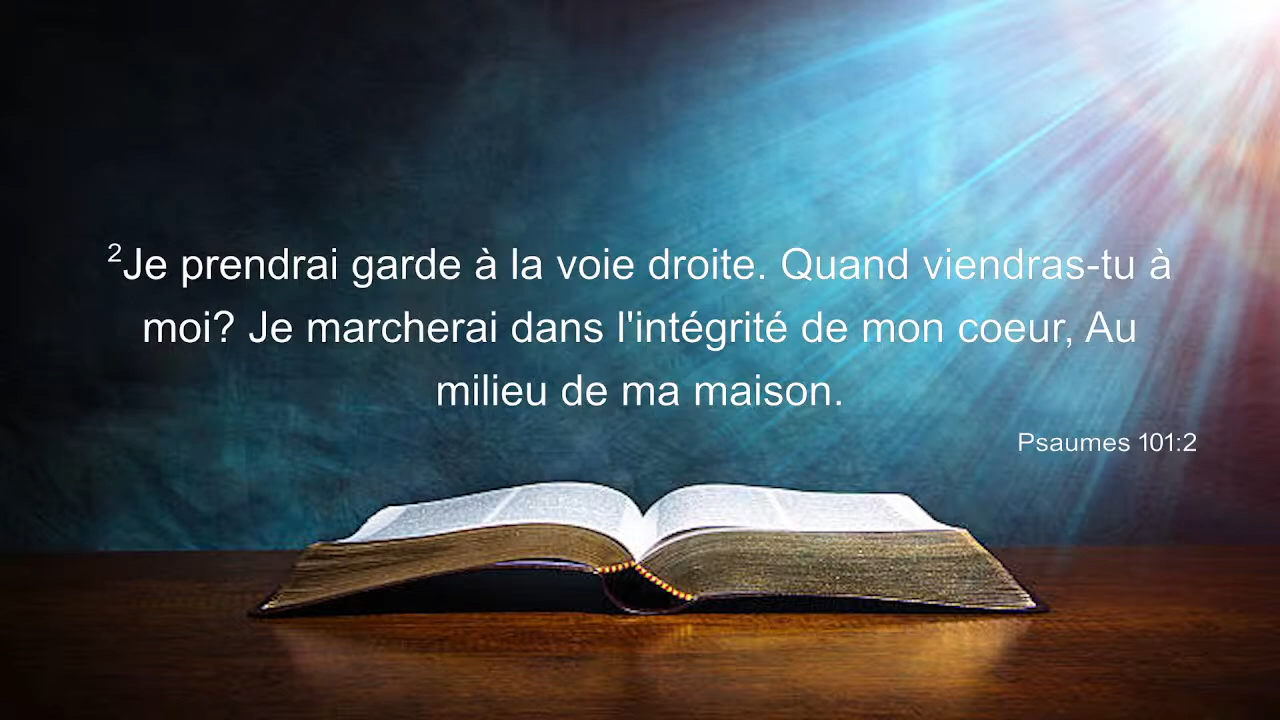 ²Je prendrai garde à la voie droite. Quand viendras-tu à
moi? Je marcherai dans l'intégrité de mon coeur, Au
milieu de ma maison.
Psaumes 101:2